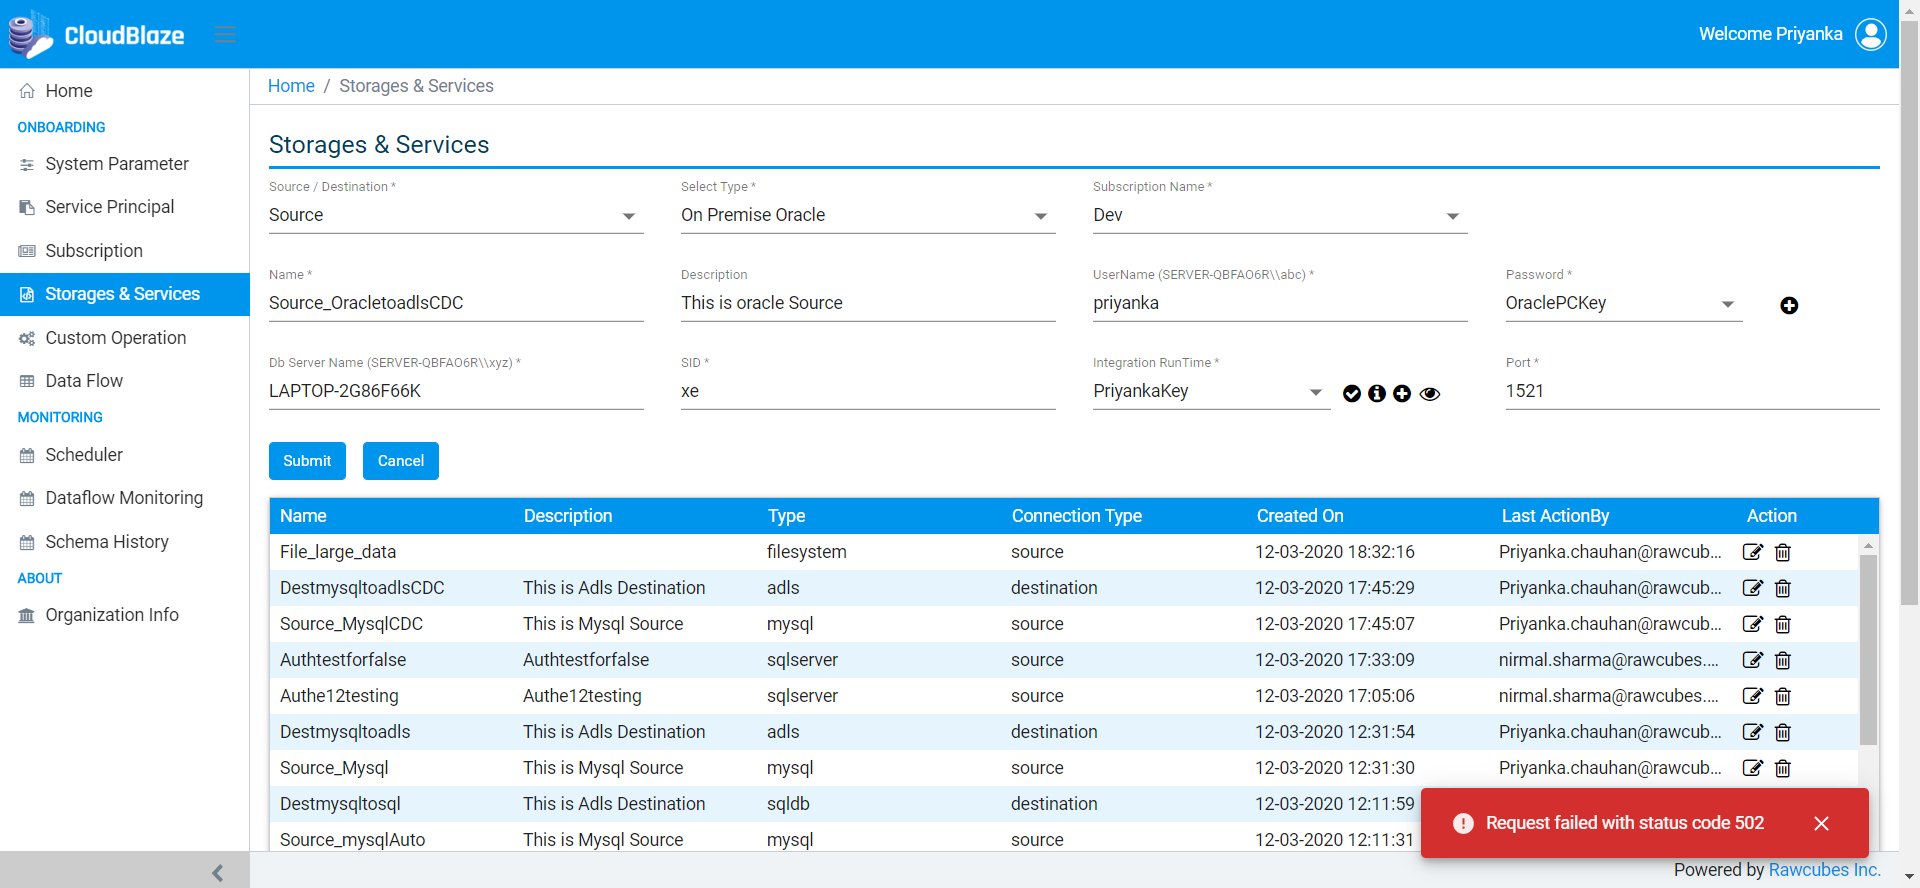 CloudBlaze
Welcome Priyanka
Home
ONBOARDING
System Parameter
Service Principal
Subscription
Storages & Services
Custom Operation
Data Flow
MONITORING
Scheduler
Dataflow Monitoring
Schema History
ABOUT
Organization Info
Home / Storages & Services
Storages & Services
Source / Destination * Select Type * Subscription Name *
Source On Premise Oracle Dev
Name * Description UserName (SERVER-QBFAO6R\\abc) * Password *
Source_OracletoadlsCDC This is oracle Source priyanka OraclePCKey
Db Server Name (SERVER-QBFAO6R\\xyz) * SID * Integration RunTime * Port *
LAPTOP-2G86F66K xe PriyankaKey 1521
Submit Cancel
Name Description Type Connection Type Created On Last ActionBy Action
File_large_data filesystem source 12-03-2020 18:32:16 Priyanka.chauhan@rawcub...
DestmysqltoadlsCDC This is Adls Destination adls destination 12-03-2020 17:45:29 Priyanka.chauhan@rawcub...
Source_MysqlCDC This is Mysql Source mysql source 12-03-2020 17:45:07 Priyanka.chauhan@rawcub...
Authtestforfalse Authtestforfalse sqlserver source 12-03-2020 17:33:09 nirmal.sharma@rawcubes....
Authe12testing Authe12testing sqlserver source 12-03-2020 17:05:06 nirmal.sharma@rawcubes....
Destmysqltoadls This is Adls Destination adls destination 12-03-2020 12:31:54 Priyanka.chauhan@rawcub...
Source_Mysql This is Mysql Source mysql source 12-03-2020 12:31:30 Priyanka.chauhan@rawcub...
Destmysqltosql This is Adls Destination sqldb destination 12-03-2020 12:11:59
Source_mysqlAuto This is Mysql Source mysql source 12-03-2020 12:11:31
Request failed with status code 502
Powered by Rawcubes Inc.